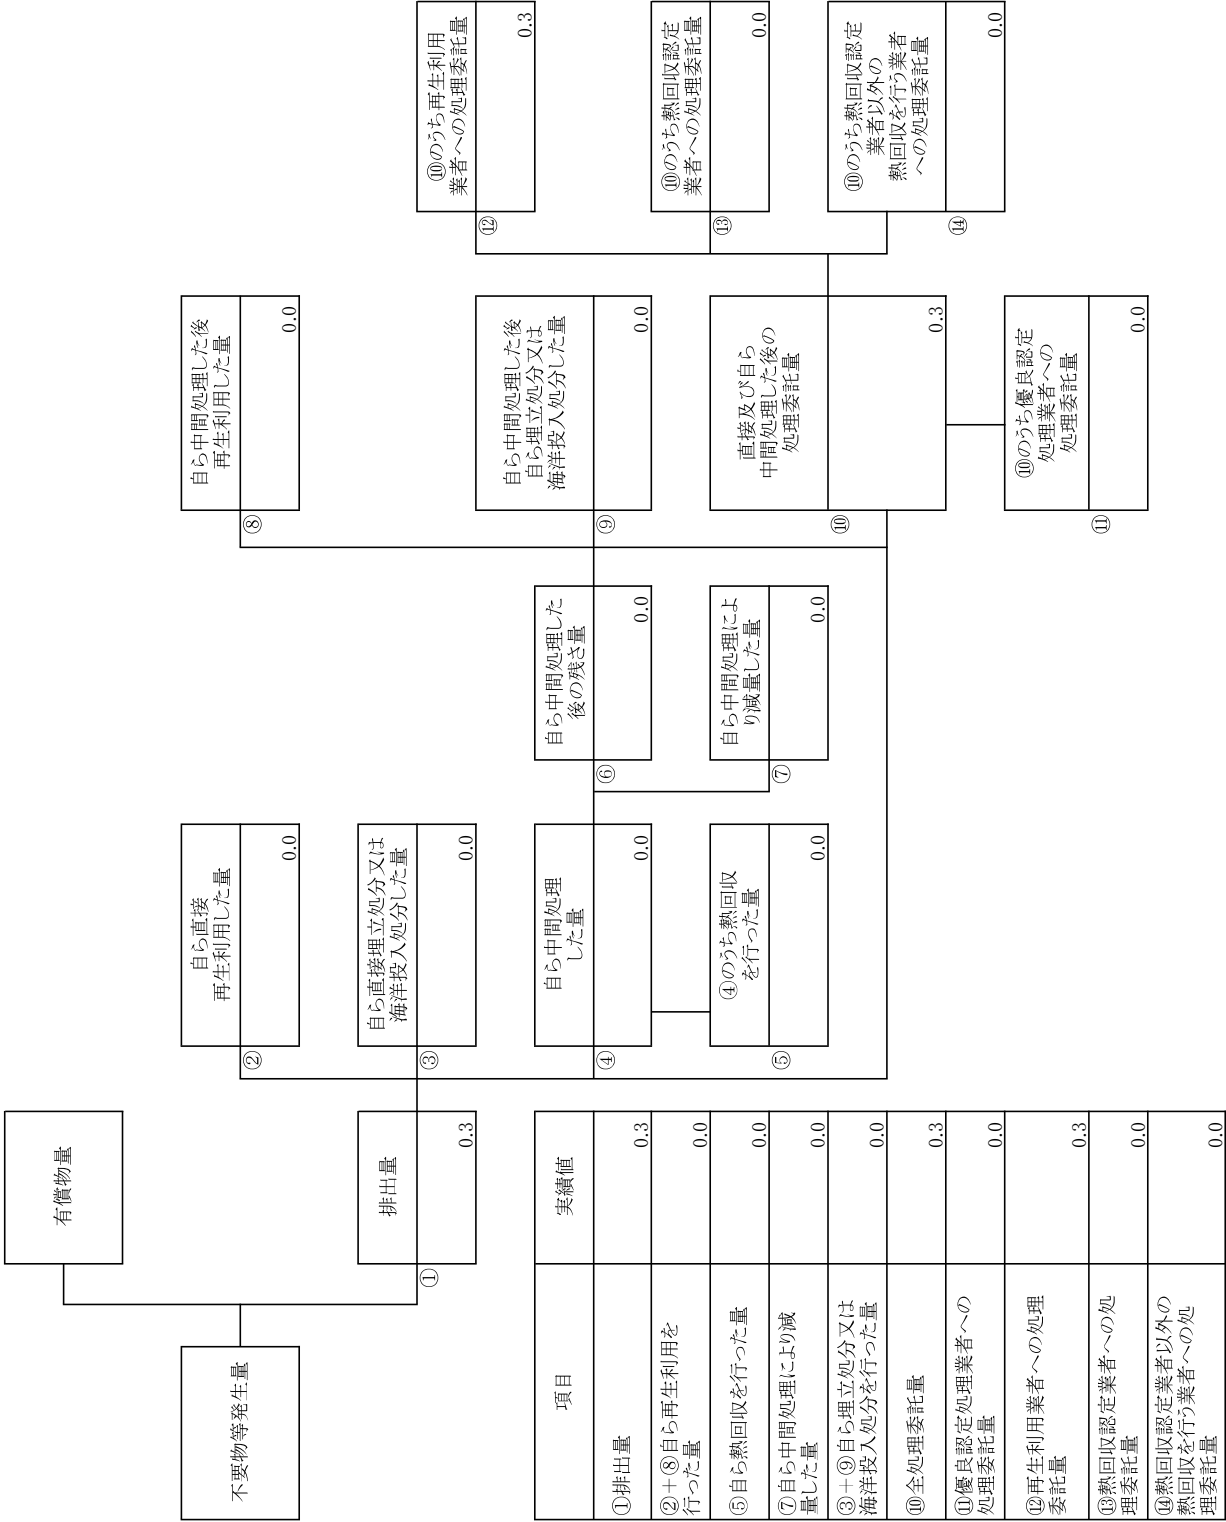 不要物等発生量
有償物量
①
排出量
0.3
②
自ら直接
再生利用した量
0.0
③
自ら直接埋立処分又は
海洋投入処分した量
0.0
④
自ら中間処理
した量
0.0
⑤
④のうち熱回収
を行った量
0.0
⑥
自ら中間処理した
後の残さ量
0.0
⑦
自ら中間処理によ
り減量した量
0.0
⑧
自ら中間処理した後
再生利用した量
0.0
⑨
自ら中間処理した後
自ら埋立処分又は
海洋投入処分した量
0.0
⑩
直接及び自ら
中間処理した後の
処理委託量
0.3
⑪
⑩のうち優良認定
処理業者への
処理委託量
0.0
⑫
⑩のうち再生利用
業者への処理委託量
0.3
⑬
⑩のうち熱回収認定
業者への処理委託量
0.0
⑭
⑩のうち熱回収認定
業者以外の
熱回収を行う業者
への処理委託量
0.0
項目 実績値
①排出量 0.3
②+⑧自ら再生利用を
行った量 0.0
⑤自ら熱回収を行った量 0.0
⑦自ら中間処理により減
量した量 0.0
③+⑨自ら埋立処分又は
海洋投入処分を行った量 0.0
⑩全処理委託量 0.3
⑪優良認定処理業者への
処理委託量 0.0
⑫再生利用業者への処理
委託量 0.3
⑬熱回収認定業者への処
理委託量 0.0
⑭熱回収認定業者以外の
熱回収を行う業者への処
理委託量 0.0